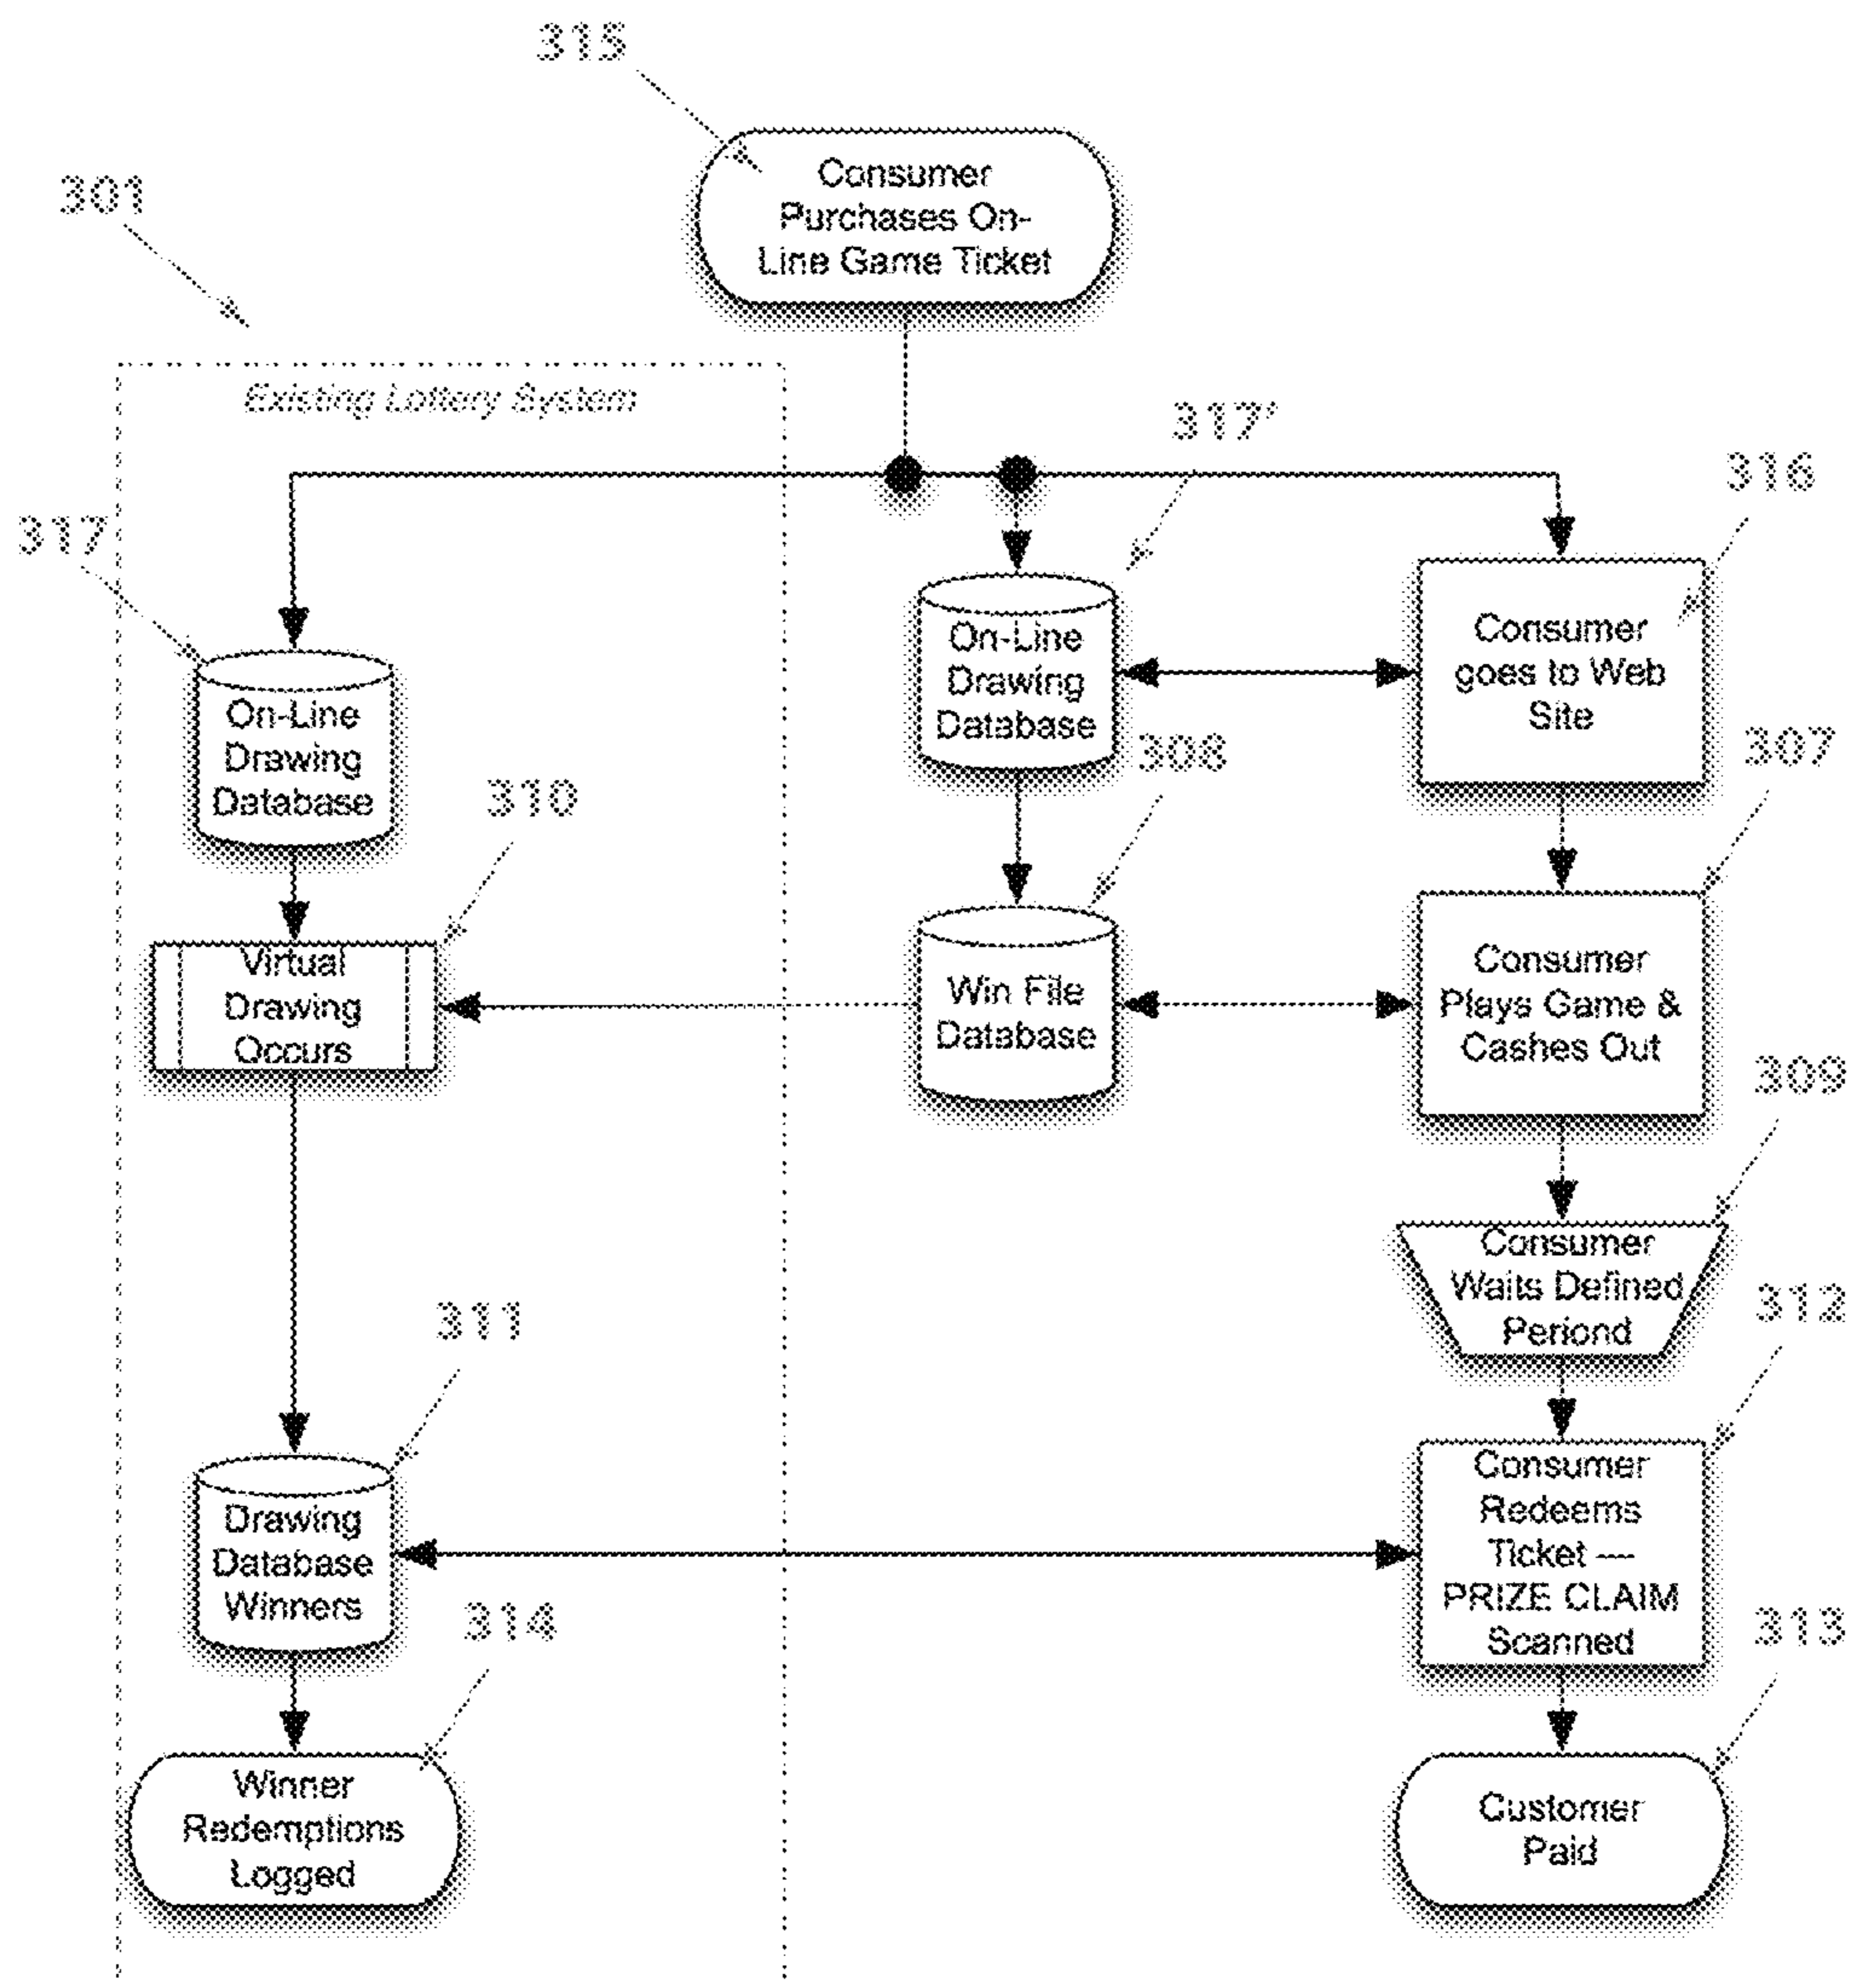 315
Consumer
Purchases On-
Line Game Ticket
301
Existing Lottery System
317'
316
317
On-Line
Drawing
Database
Consumer
goes to Web
Site
On-Line
Drawing
Database
310
308
307
Virtual
Drawing
Occurs
Win File
Database
Consumer
Plays Game &
Cashes Out
309
Consumer
Waits Defined
Periond
312
311
Drawing
Database
Winners
Consumer
Redeems
Ticket —
PRIZE CLAIM
Scanned
314
313
Winner
Redemptions
Logged
Customer
Paid